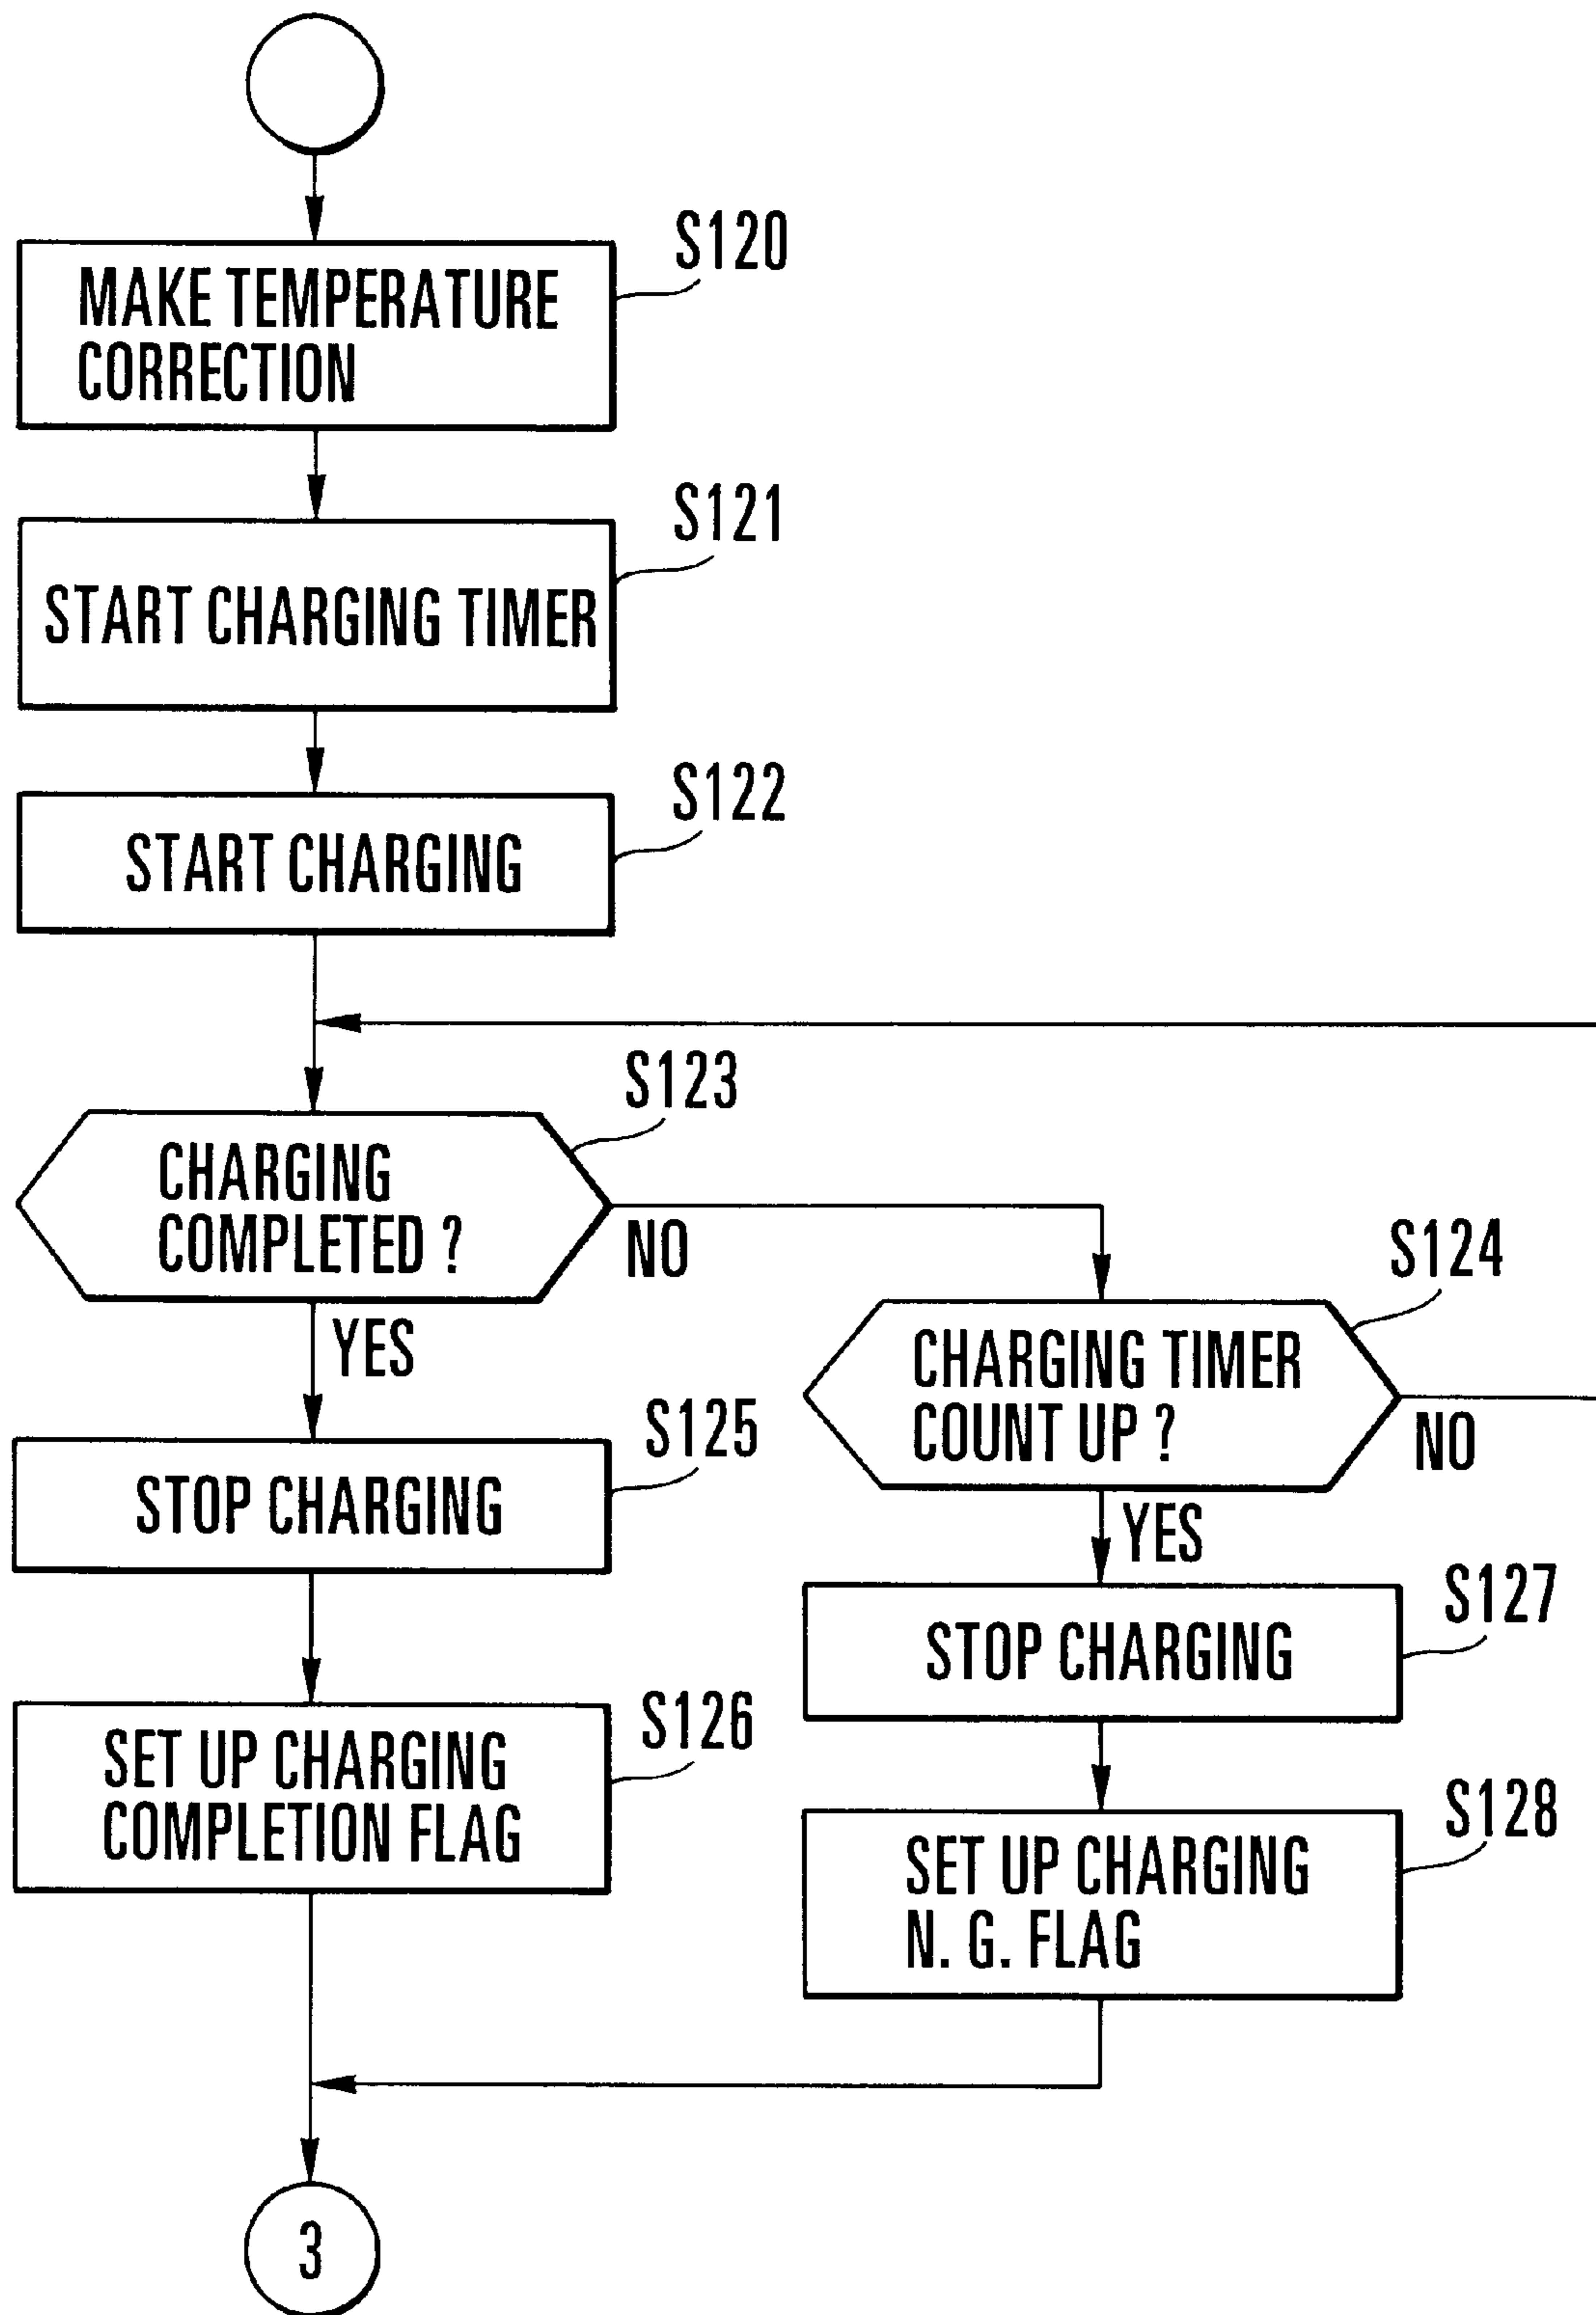 S120
MAKE TEMPERATURE
CORRECTION
S121
START CHARGING TIMER
S122
START CHARGING
S123
CHARGING
COMPLETED ?
NO
YES
S124
CHARGING TIMER
COUNT UP ?
NO
YES
S125
STOP CHARGING
S127
STOP CHARGING
S126
SET UP CHARGING
COMPLETION FLAG
S128
SET UP CHARGING
N. G. FLAG
3